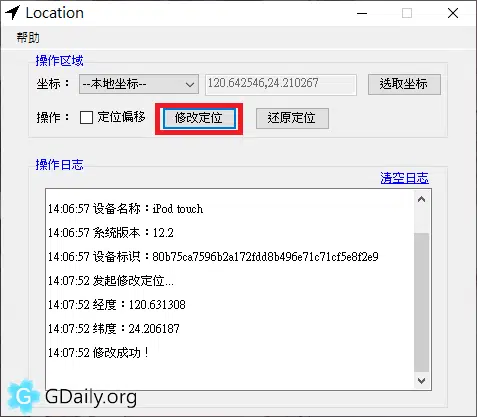 Location
帮助
操作区域
坐标：
--本地坐标--
120.642546,24.210267
选取坐标
操作：
定位偏移
修改定位
还原定位
操作日志
清空日志
14:06:57 设备名称：iPod touch
14:06:57 系统版本：12.2
14:06:57 设备标识：80b75ca7596b2a172fdd8b496e71c71cf5e8f2e9
14:07:52 发起修改定位...
14:07:52 经度：120.631308
14:07:52 纬度：24.206187
14:07:52 修改成功！
G GDaily.org